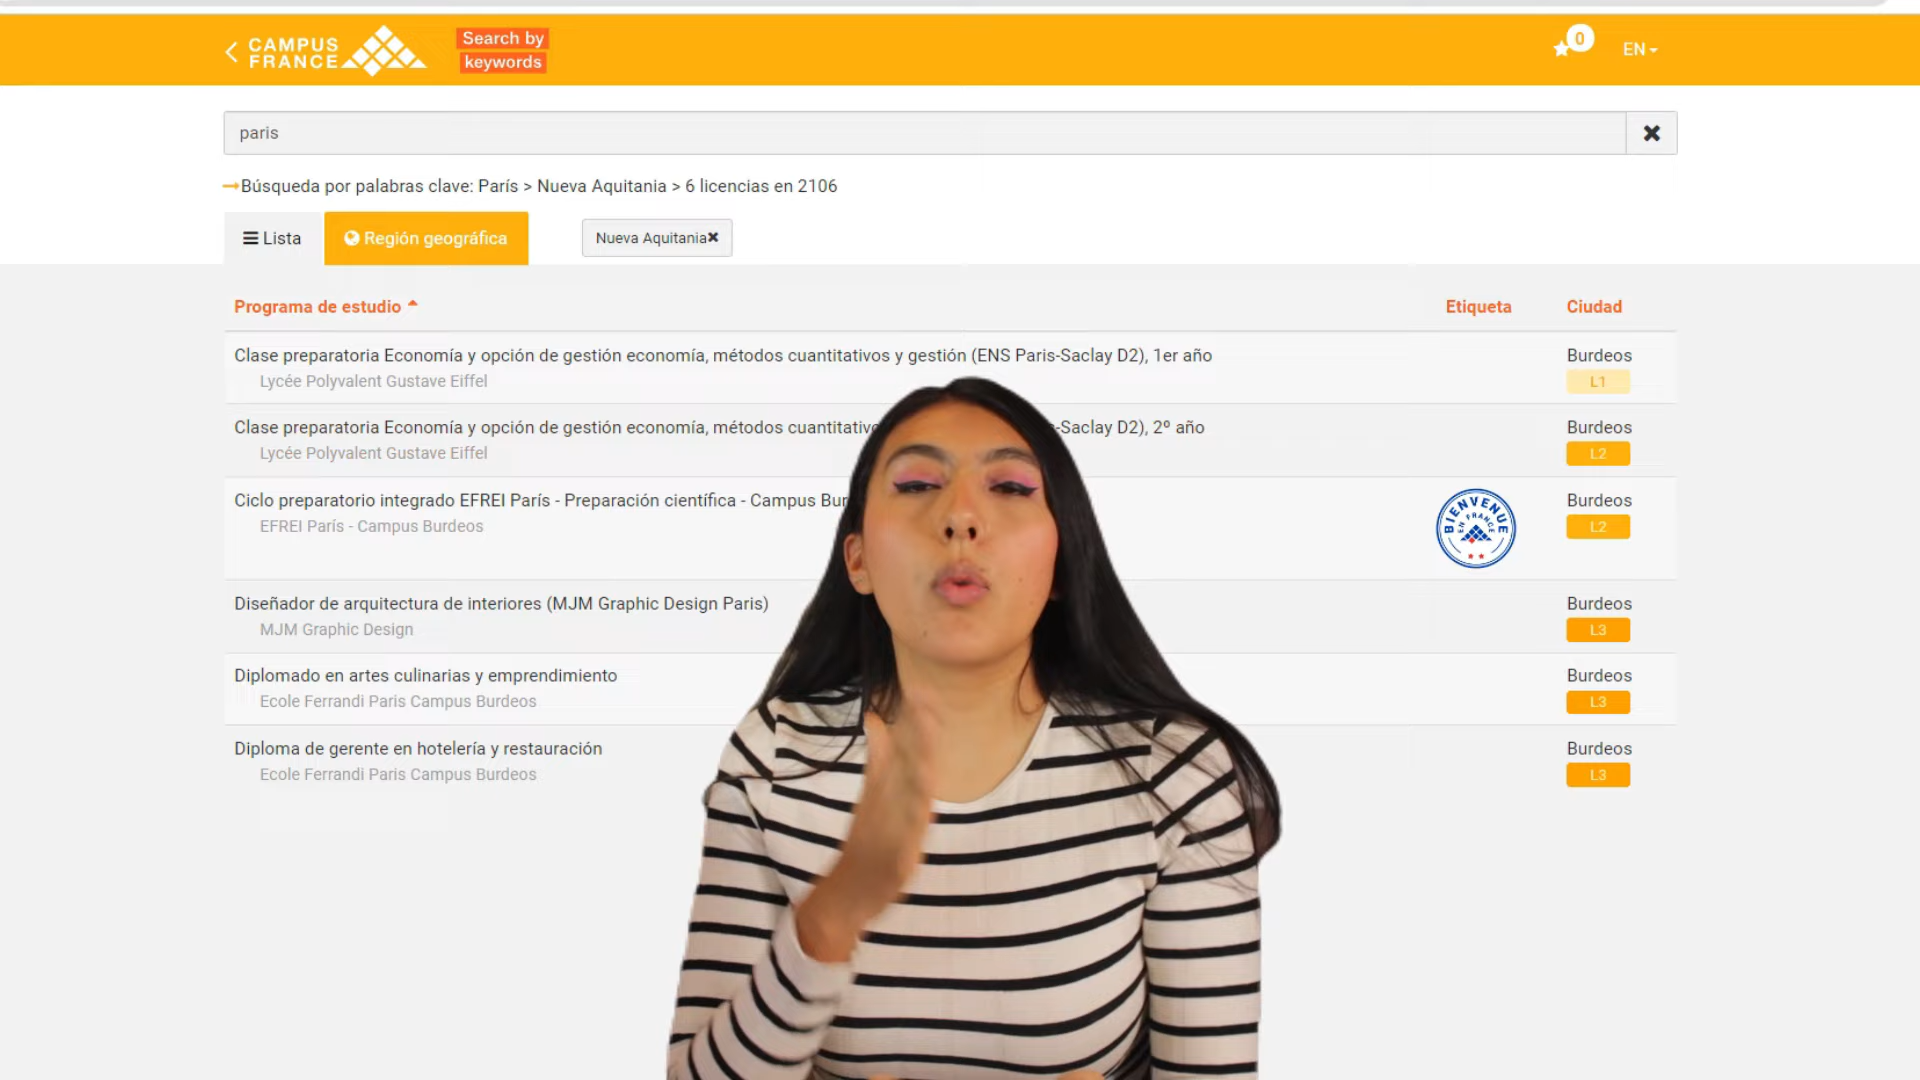 CAMPUS
FRANCE
Search by
keywords
0
EN
paris
Búsqueda por palabras clave: París > Nueva Aquitania > 6 licencias en 2106
Lista
Región geográfica
Nueva Aquitania
Programa de estudio
Etiqueta
Ciudad
Clase preparatoria Economía y opción de gestión economía, métodos cuantitativos y gestión (ENS Paris-Saclay D2), 1er año
Burdeos
Lycée Polyvalent Gustave Eiffel
L1
Clase preparatoria Economía y opción de gestión economía, métodos -Saclay D2), 2º año
Burdeos
Lycée Polyvalent Gustave Eiffel
L2
Ciclo preparatorio integrado EFREI París - Preparación científica - Campus
Burdeos
EFREI París - Campus Burdeos
BIENVENUE
EN FRANCE
L2
Diseñador de arquitectura de interiores (MJM Graphic Design Paris)
Burdeos
MJM Graphic Design
L3
Diplomado en artes culinarias y emprendimiento
Burdeos
Ecole Ferrandi Paris Campus Burdeos
L3
Diploma de gerente en hotelería y restauración
Burdeos
Ecole Ferrandi Paris Campus Burdeos
L3